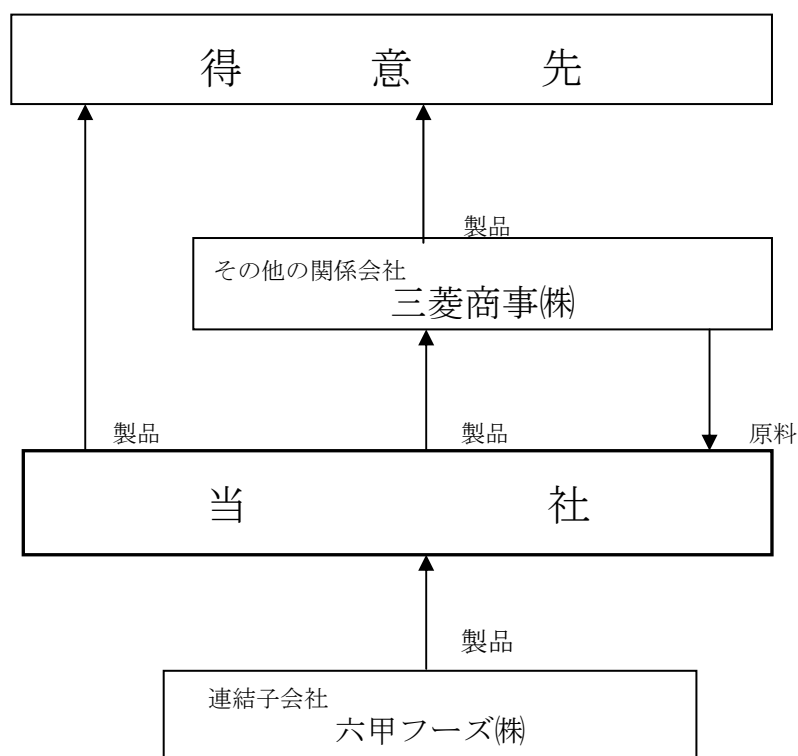 得 意 先
製品
その他の関係会社
三菱商事㈱
製品 製品 原料
当 社
製品
連結子会社
六甲フーズ㈱